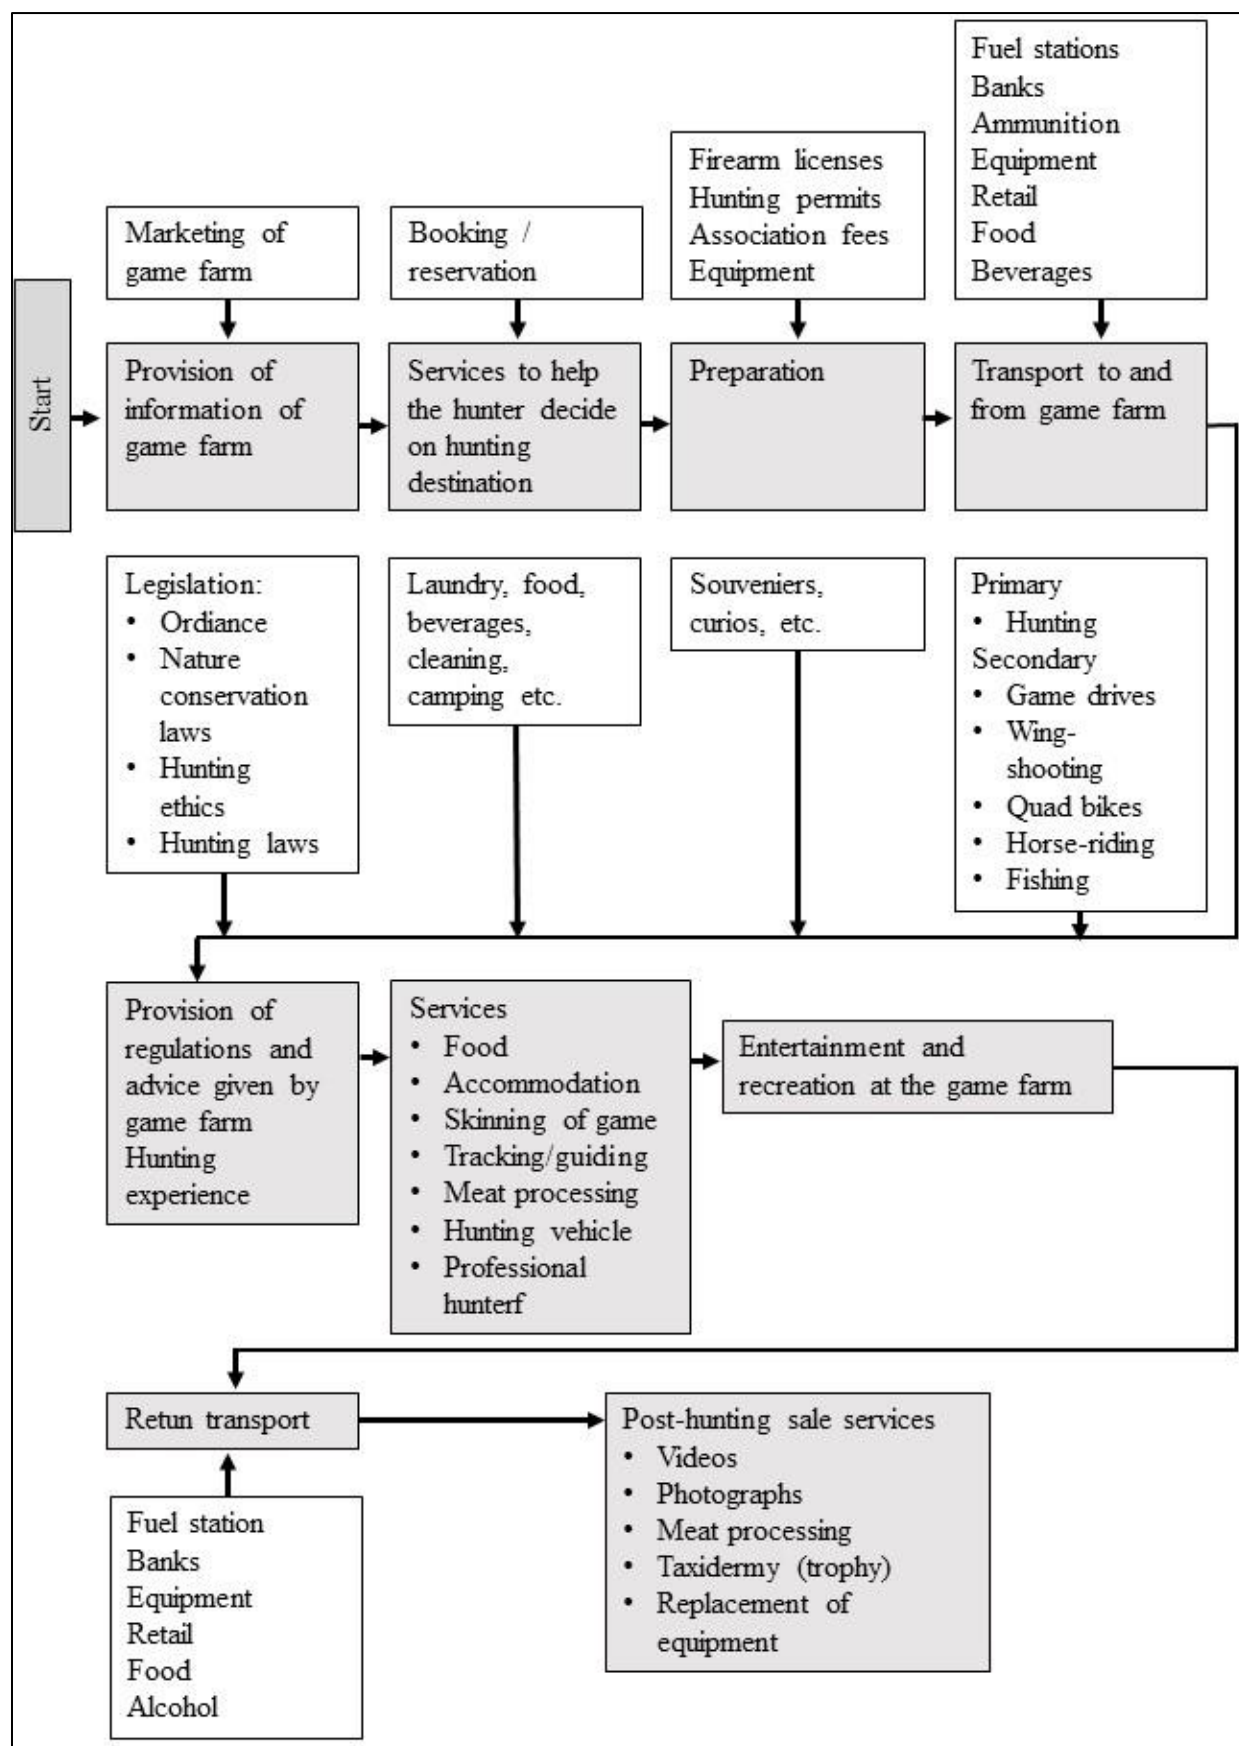 Start
Marketing of
game farm
Booking /
reservation
Firearm licenses
Hunting permits
Association fees
Equipment
Fuel stations
Banks
Ammunition
Equipment
Retail
Food
Beverages
Provision of
information of
game farm
Services to help
the hunter decide
on hunting
destination
Preparation
Transport to and
from game farm
Legislation:
• Ordiance
• Nature
conservation
laws
• Hunting
ethics
• Hunting laws
Laundry, food,
beverages,
cleaning,
camping etc.
Souveniers,
curios, etc.
Primary
• Hunting
Secondary
• Game drives
• Wing-
shooting
• Quad bikes
• Horse-riding
• Fishing
Provision of
regulations and
advice given by
game farm
Hunting
experience
Services
• Food
• Accommodation
• Skinning of game
• Tracking/guiding
• Meat processing
• Hunting vehicle
• Professional
hunterf
Entertainment and
recreation at the game farm
Retun transport
Fuel station
Banks
Equipment
Retail
Food
Alcohol
Post-hunting sale services
• Videos
• Photographs
• Meat processing
• Taxidermy (trophy)
• Replacement of
equipment